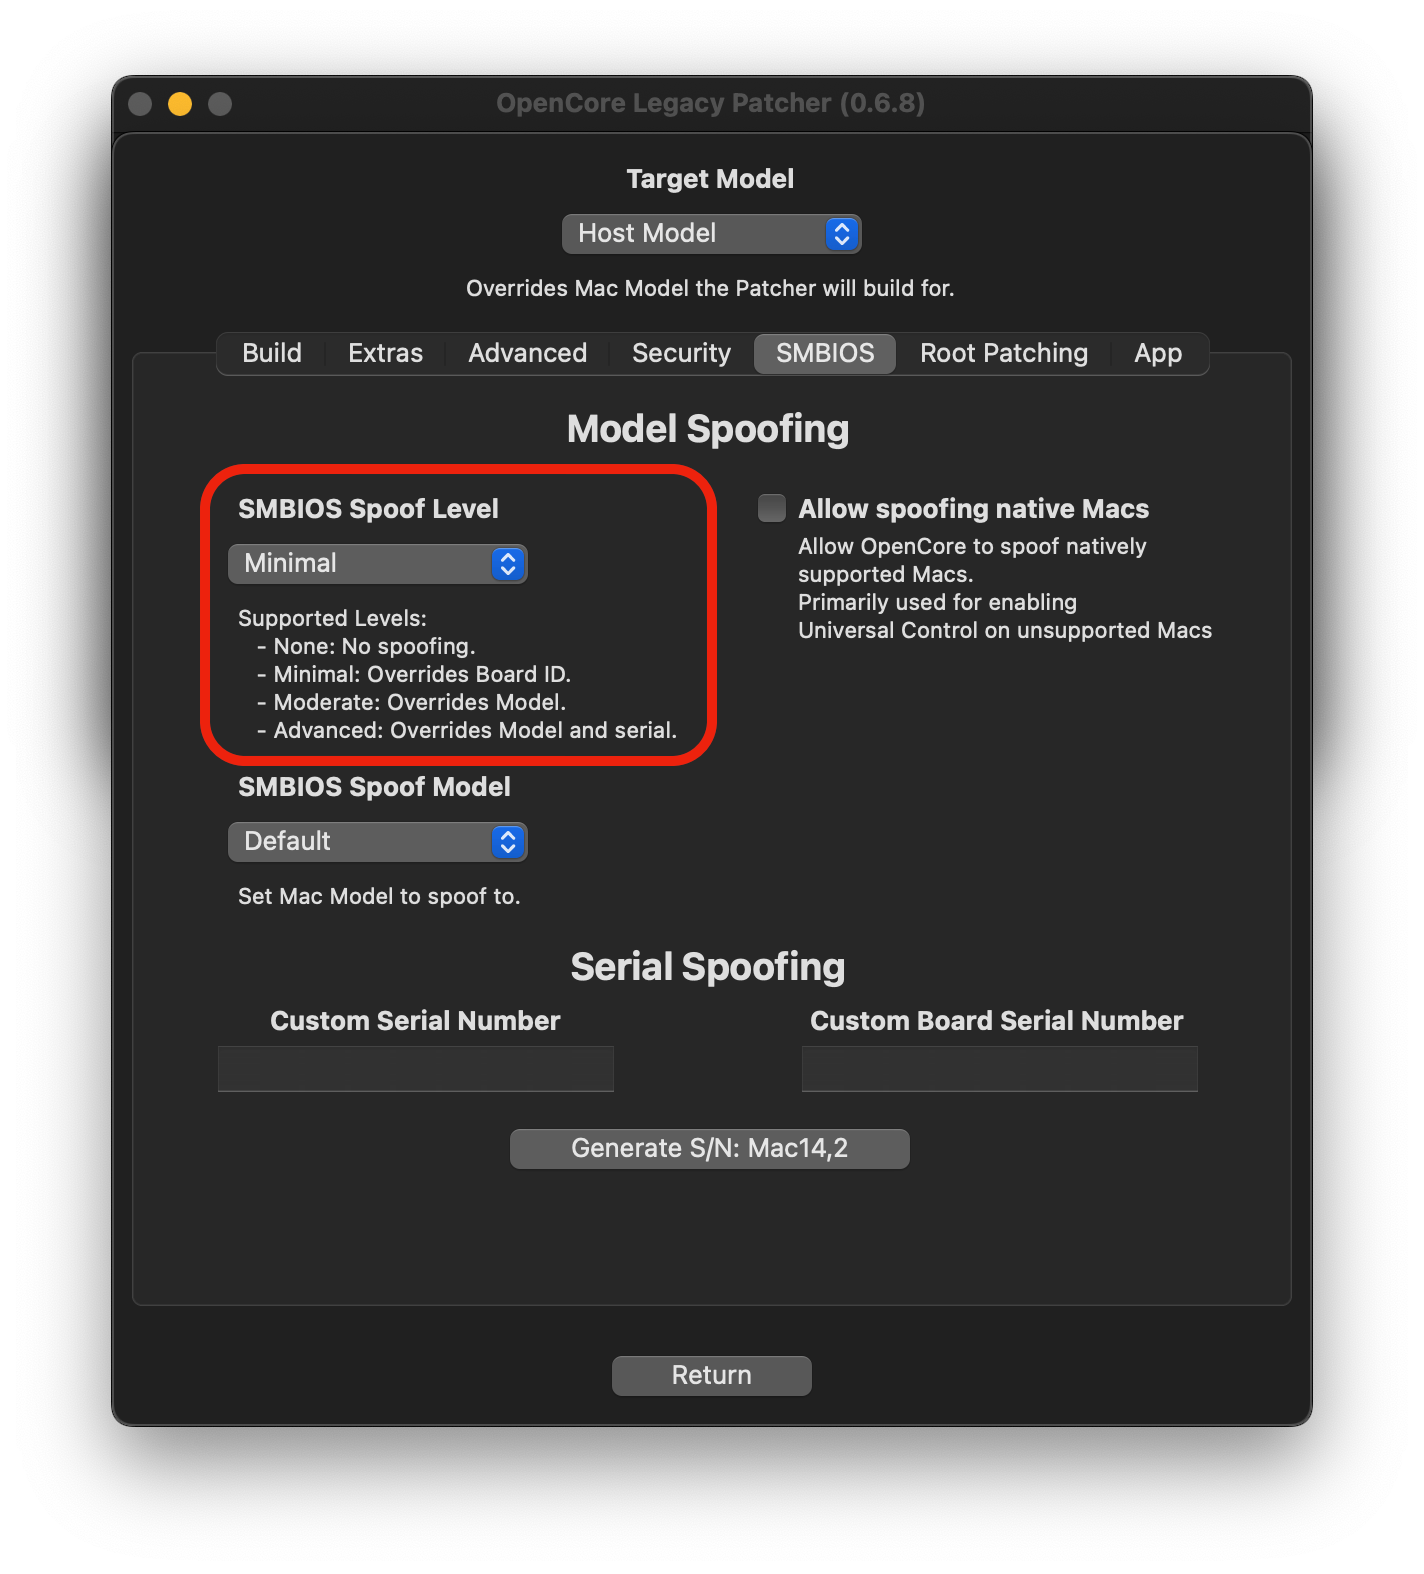 OpenCore Legacy Patcher (0.6.8)
Target Model
Host Model
Overrides Mac Model the Patcher will build for.
Build Extras Advanced Security SMBIOS Root Patching App
Model Spoofing
SMBIOS Spoof Level
Minimal
Supported Levels:
- None: No spoofing.
- Minimal: Overrides Board ID.
- Moderate: Overrides Model.
- Advanced: Overrides Model and serial.
Allow spoofing native Macs
Allow OpenCore to spoof natively
supported Macs.
Primarily used for enabling
Universal Control on unsupported Macs
SMBIOS Spoof Model
Default
Set Mac Model to spoof to.
Serial Spoofing
Custom Serial Number
Custom Board Serial Number
Generate S/N: Mac14,2
Return